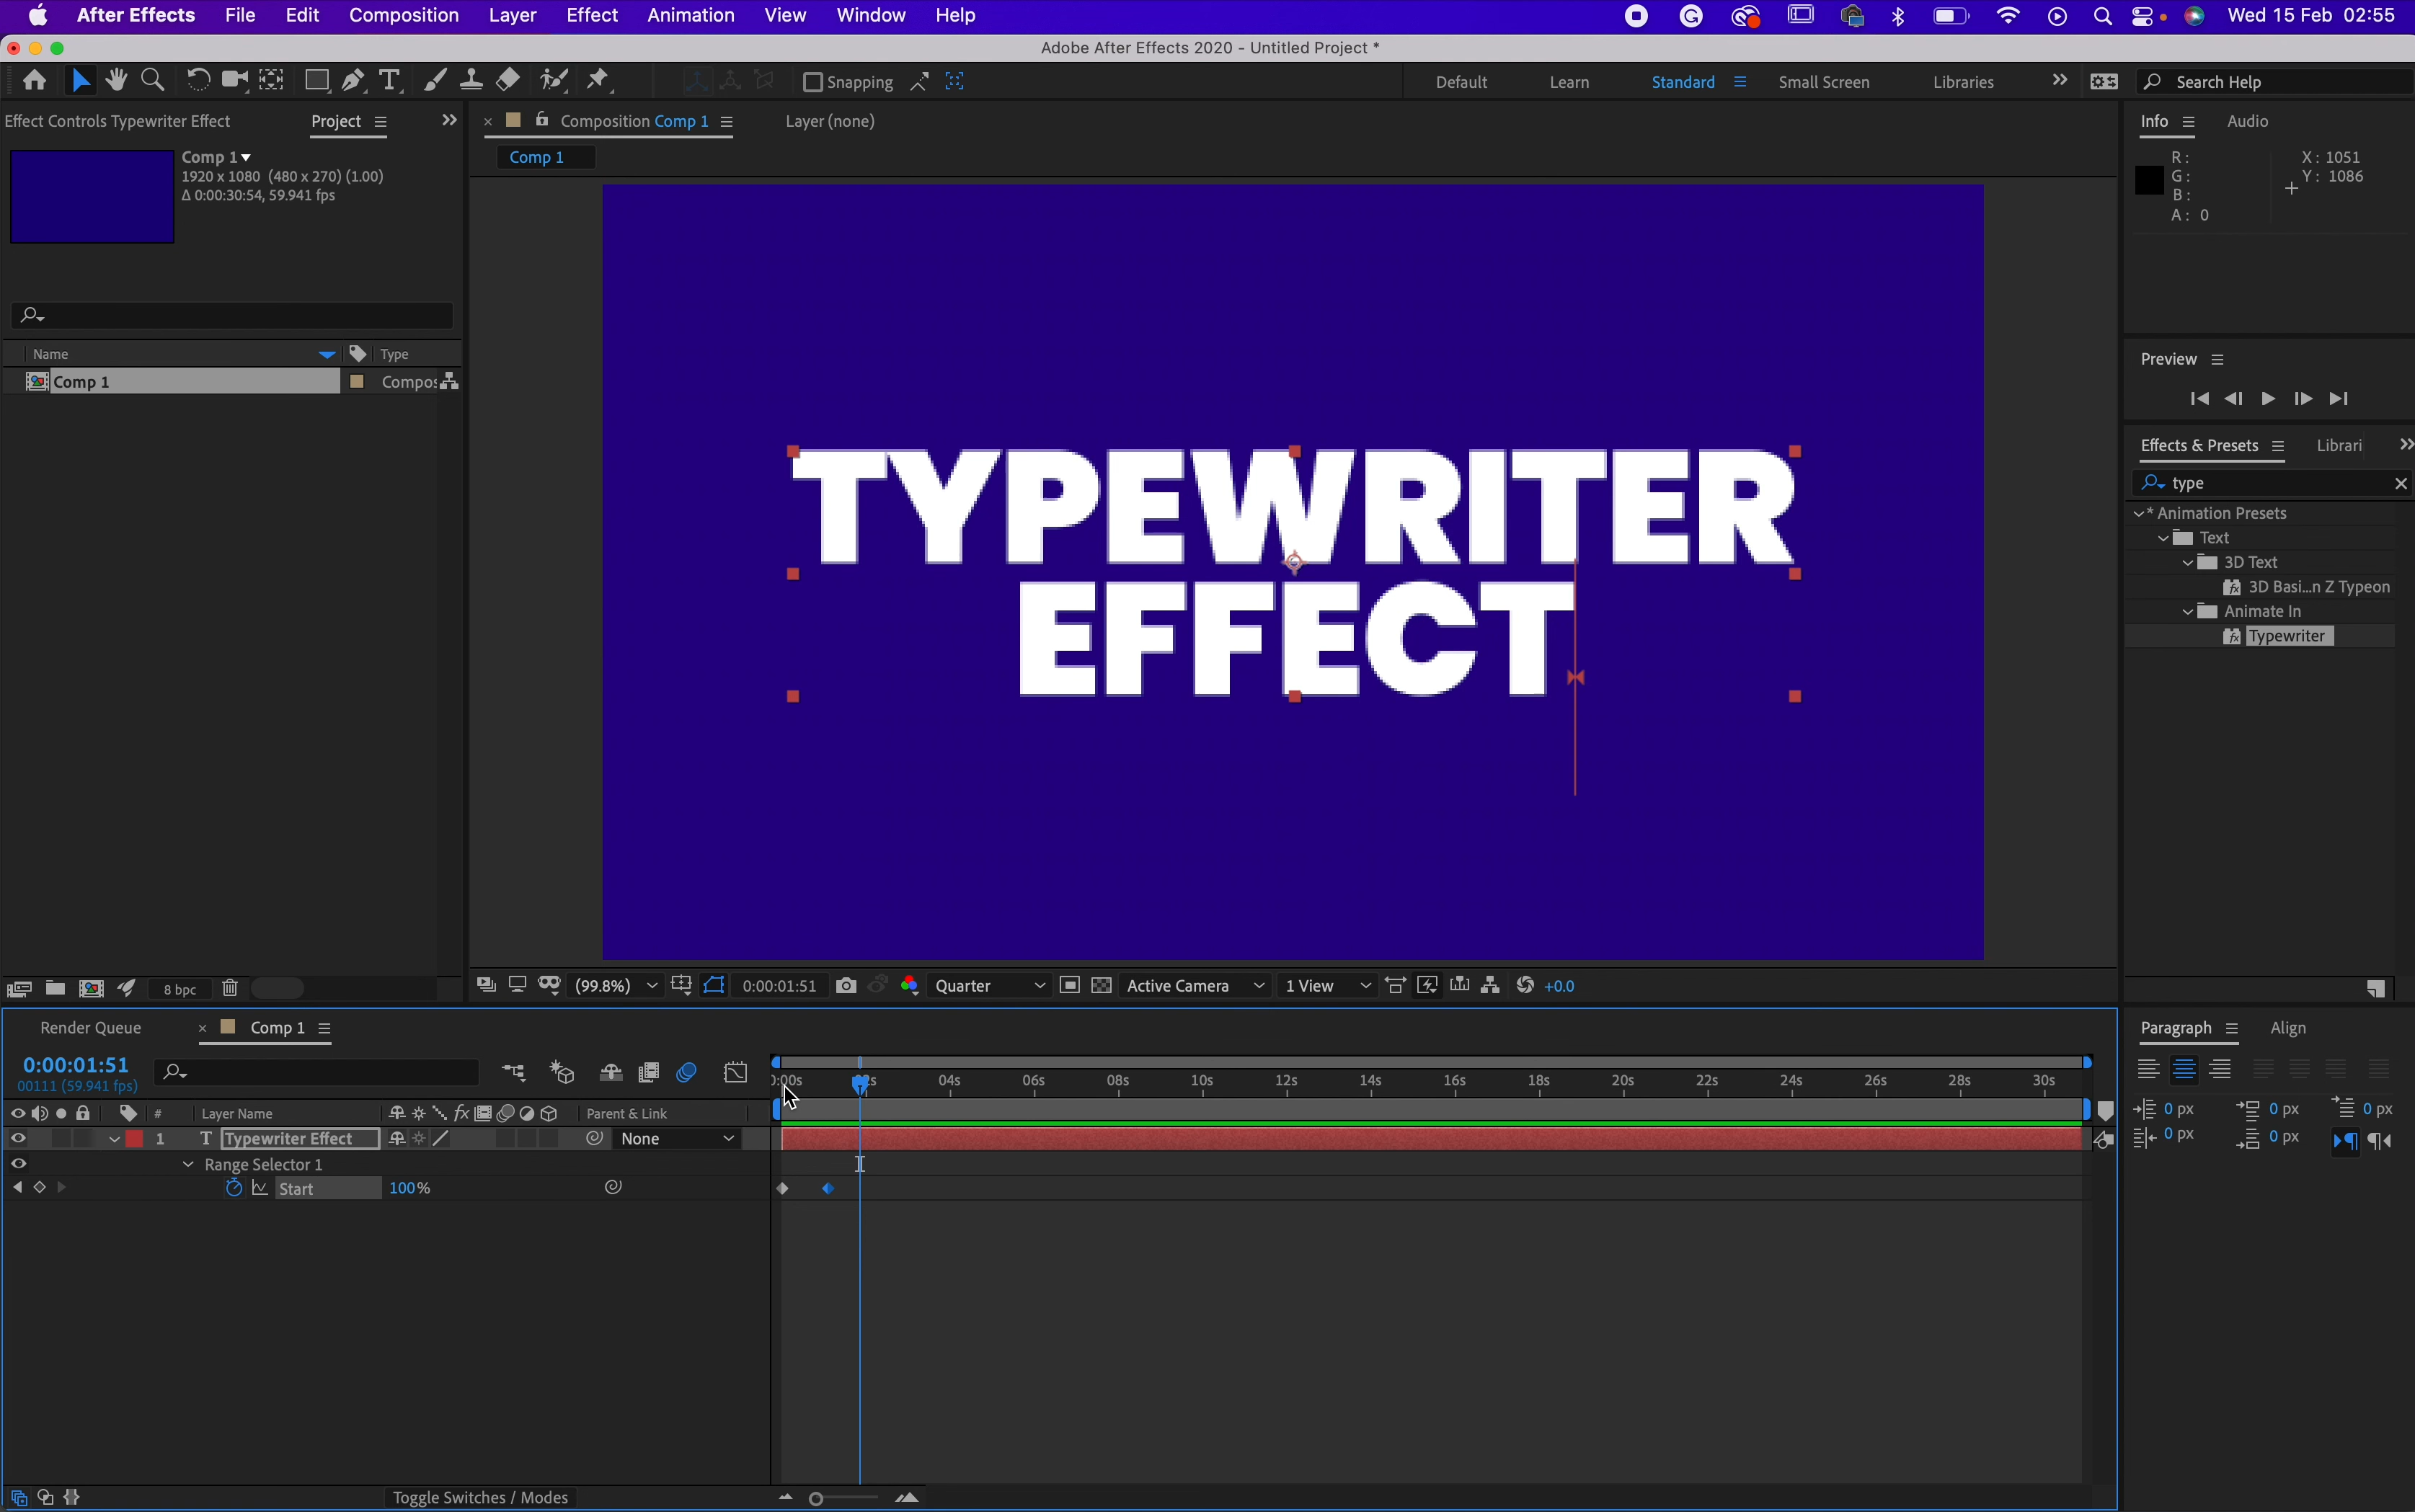 After Effects File Edit Composition Layer Effect Animation View Window Help Wed 15 Feb 02:55
Adobe After Effects 2020 - Untitled Project *
Snapping Default Learn Standard Small Screen Libraries Search Help
Effect Controls Typewriter Effect Project
Composition Comp 1 Layer (none)
Info Audio
Comp 1
1920 x 1080 (480 x 270) (1.00)
Δ 0:00:30:54, 59.941 fps
Comp 1
R:
G:
B:
A: 0
X: 1051
Y: 1086
Name Type
Comp 1
Preview
Effects & Presets Librari
type
* Animation Presets
Text
3D Text
3D Basi...n Z Typeon
Animate In
Typewriter
TYPEWRITER
EFFECT
8 bpc
(99.8%) 0:00:01:51 Quarter Active Camera 1 View +0.0
Render Queue Comp 1
Paragraph Align
0:00:01:51
00111 (59.941 fps)
04s 06s 08s 10s 12s 14s 16s 18s 20s 22s 24s 26s 28s 30s
# Layer Name Parent & Link
1 T Typewriter Effect None
Range Selector 1
Start 100%
0 px 0 px 0 px
0 px 0 px
Toggle Switches / Modes